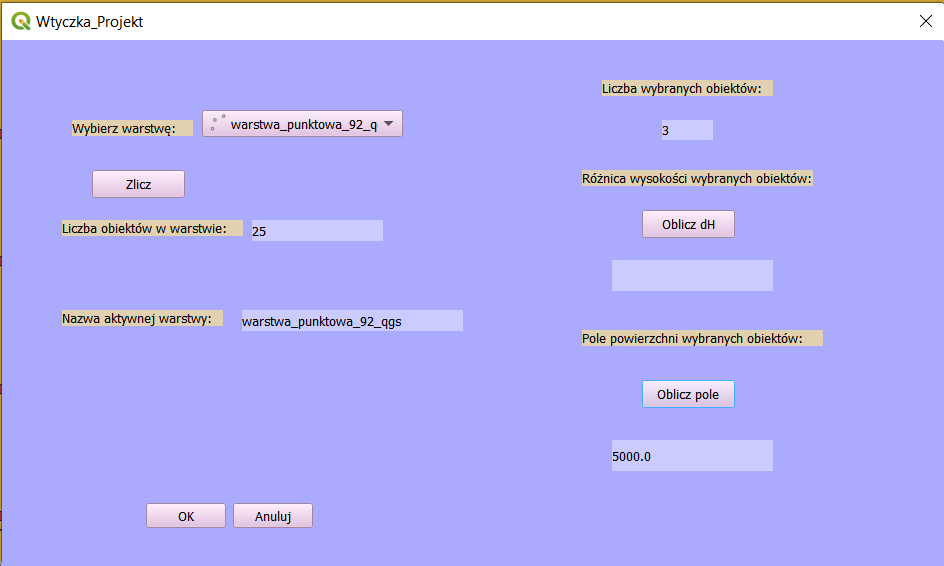 Wtyczka_Projekt
Wybierz warstwę:
warstwa_punktowa_92_q
Zlicz
Liczba obiektów w warstwie:
25
Nazwa aktywnej warstwy:
warstwa_punktowa_92_qgs
OK
Anuluj
Liczba wybranych obiektów:
3
Różnica wysokości wybranych obiektów:
Oblicz dH
Pole powierzchni wybranych obiektów:
Oblicz pole
5000.0